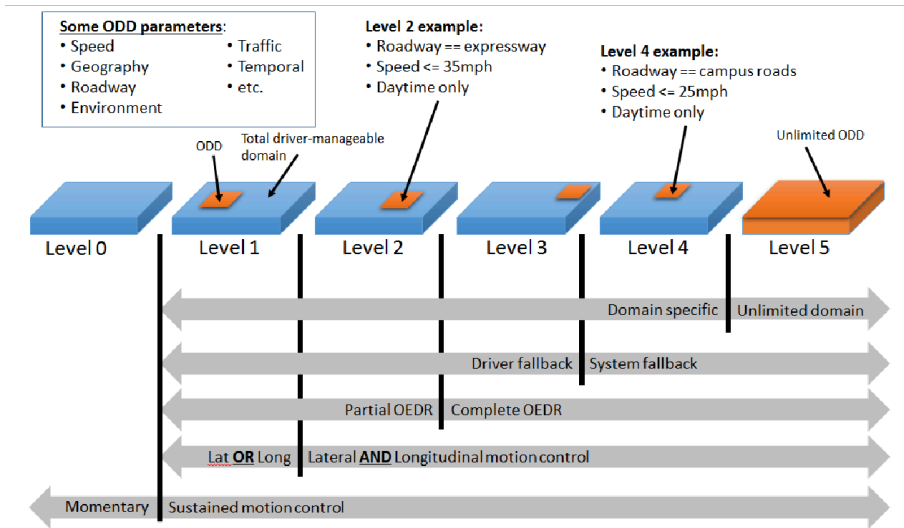 Some ODD parameters:
• Speed
• Geography
• Roadway
• Environment
• Traffic
• Temporal
• etc.
Level 2 example:
• Roadway == expressway
• Speed <= 35mph
• Daytime only
Level 4 example:
• Roadway == campus roads
• Speed <= 25mph
• Daytime only
ODD
Total driver-manageable
domain
Unlimited ODD
Level 0
Level 1
Level 2
Level 3
Level 4
Level 5
Domain specific
Unlimited domain
Driver fallback
System fallback
Partial OEDR
Complete OEDR
Lat OR Long
Lateral AND Longitudinal motion control
Momentary
Sustained motion control